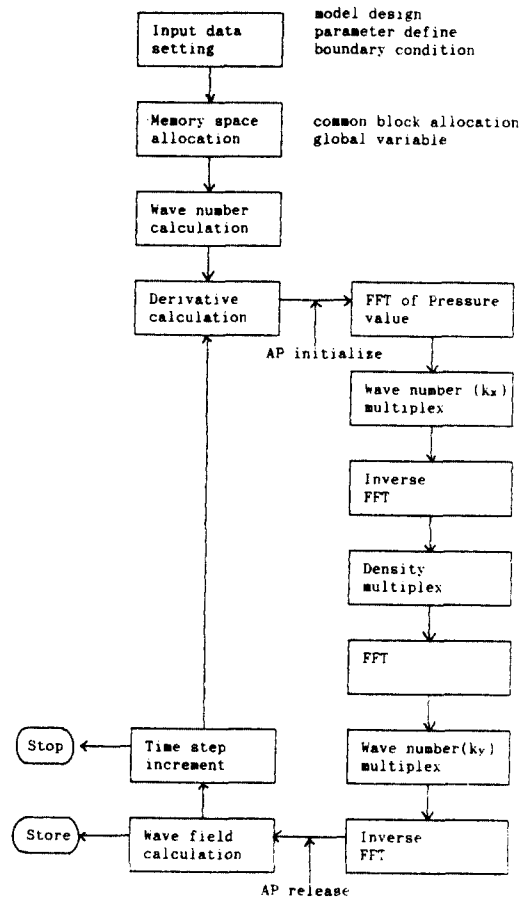 Input data
setting
model design
parameter define
boundary condition
Memory space
allocation
common block allocation
global variable
Wave number
calculation
Derivative
calculation
AP initialize
FFT of Pressure
value
Wave number (kx)
multiplex
Inverse
FFT
Density
multiplex
FFT
Wave number(ky)
multiplex
Inverse
FFT
AP release
Wave field
calculation
Store
Time step
increment
Stop